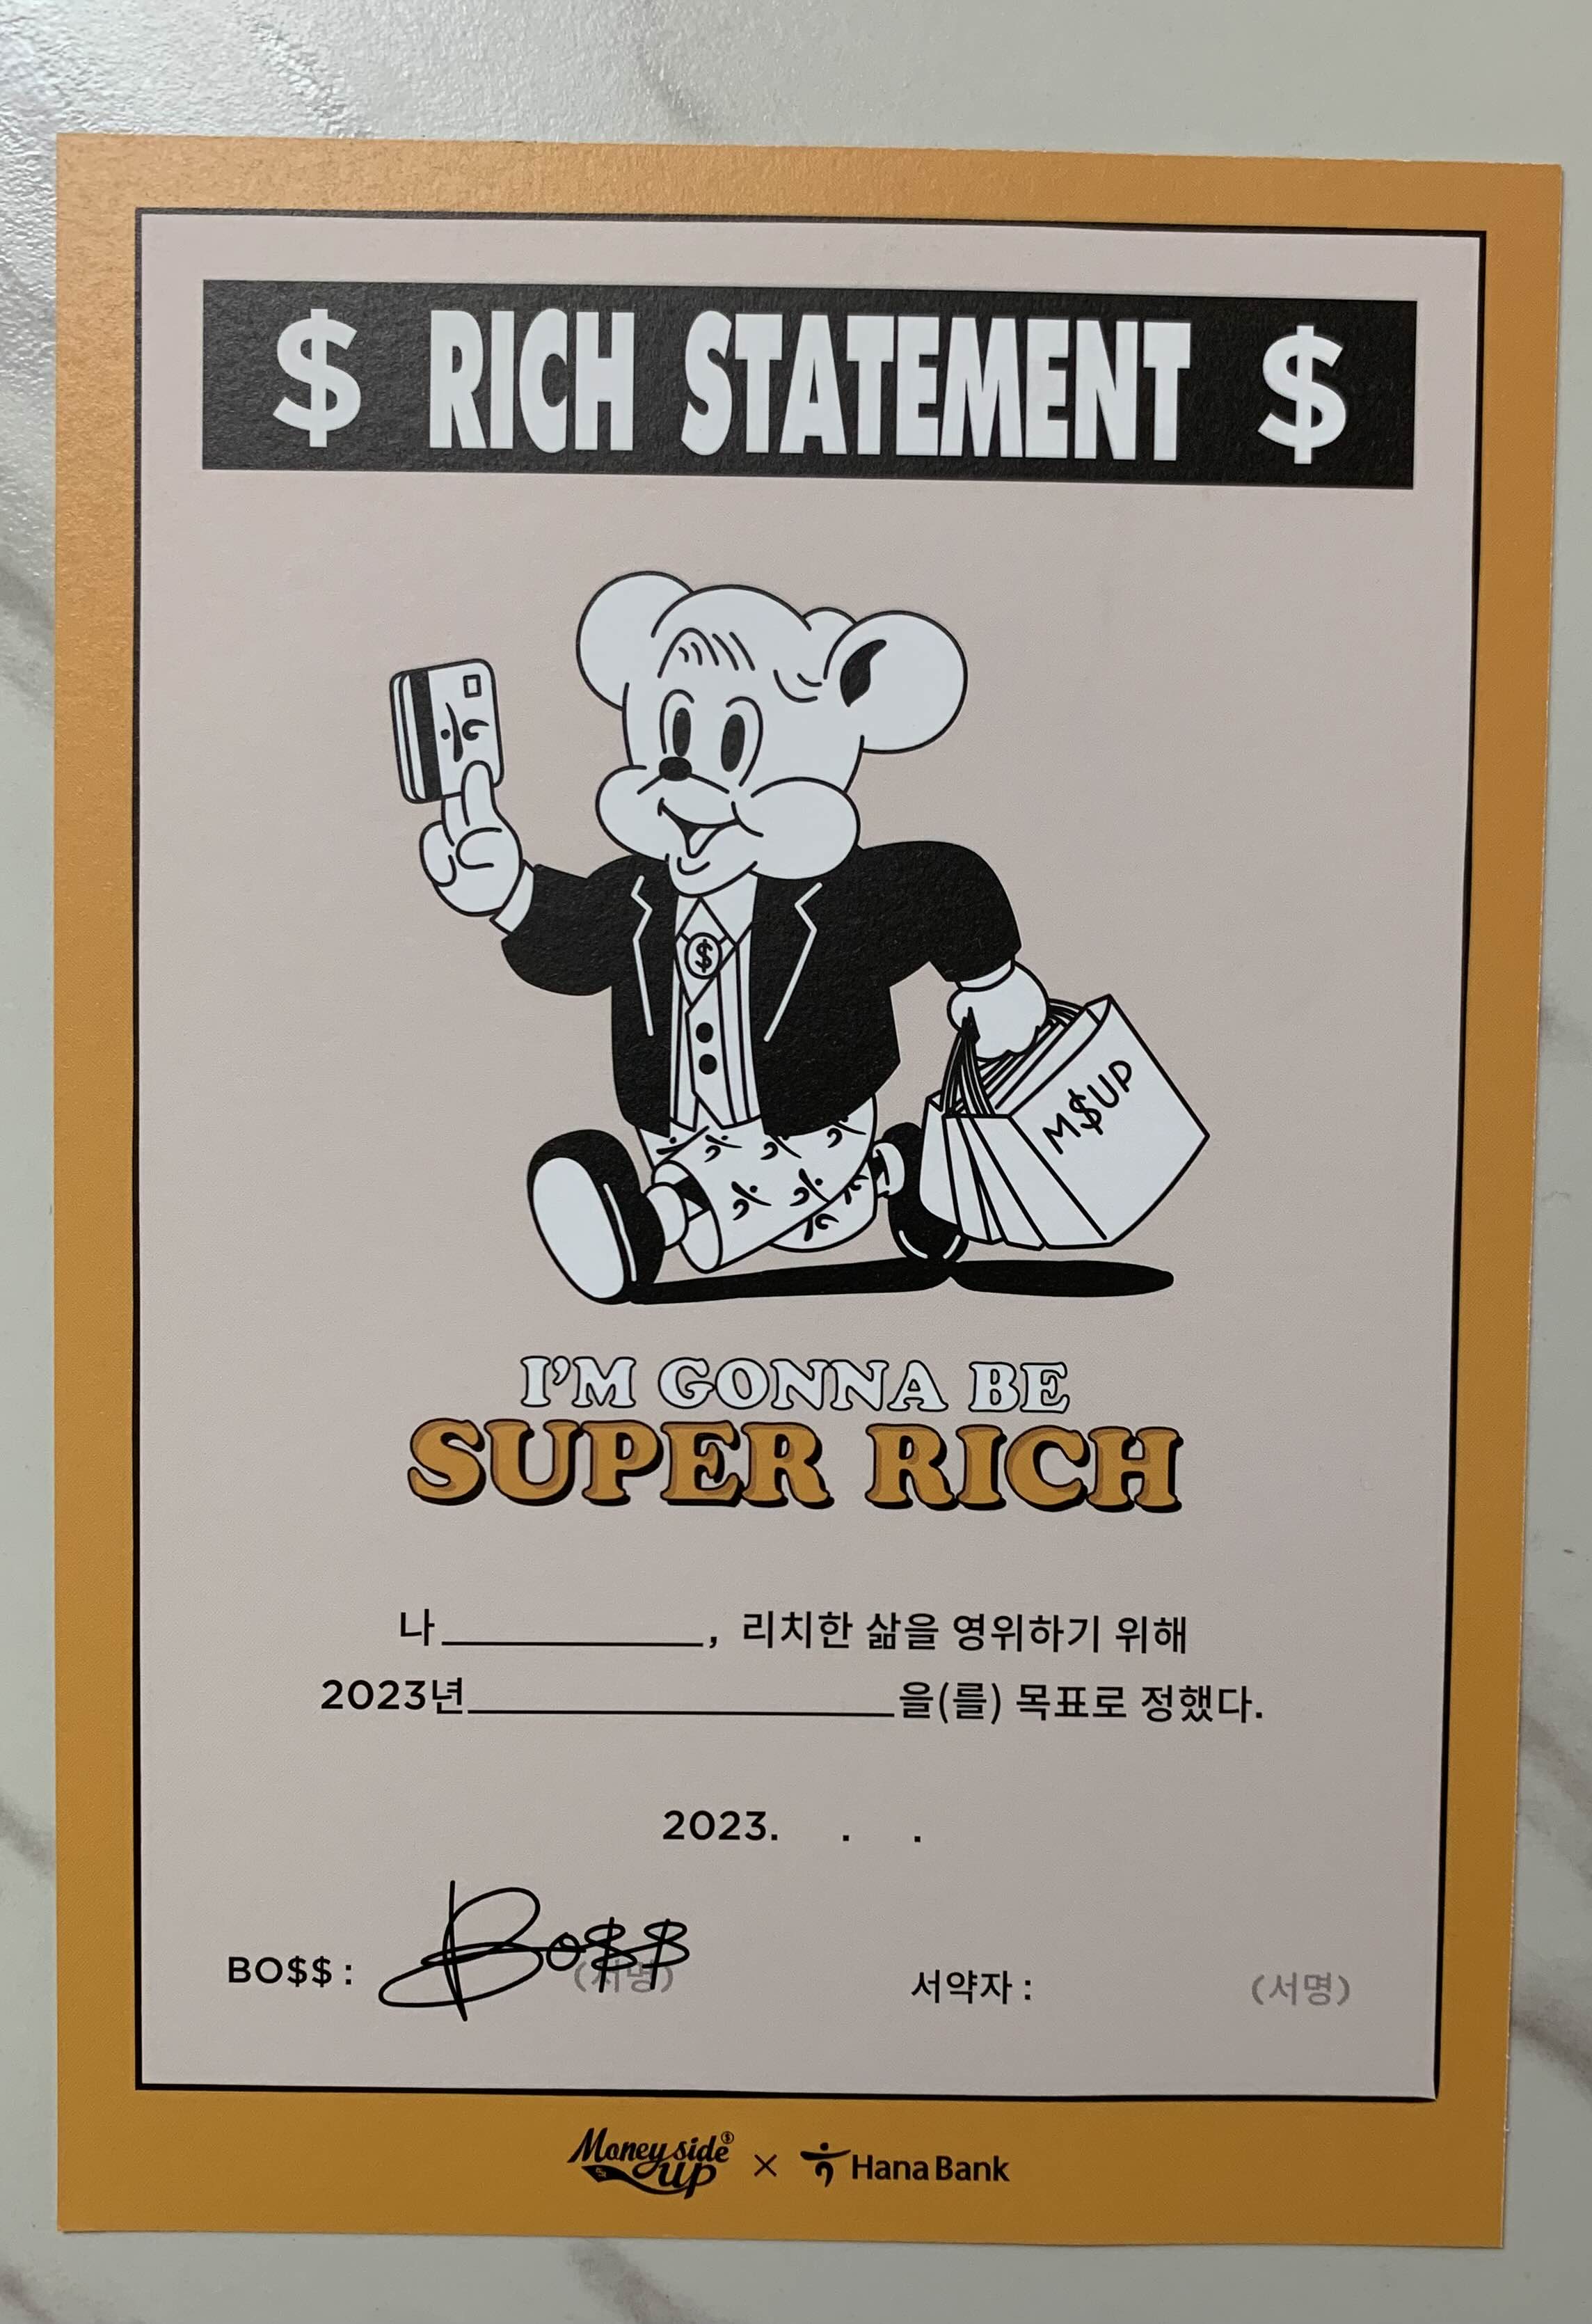 $ RICH STATEMENT $
$
M$UP
I'M GONNA BE
SUPER RICH
나__________, 리치한 삶을 영위하기 위해
2023년________________을(를) 목표로 정했다.
2023. . .
BO$$ : Bo$$ (서명) 서약자 : (서명)
Money side up $ × Hana Bank